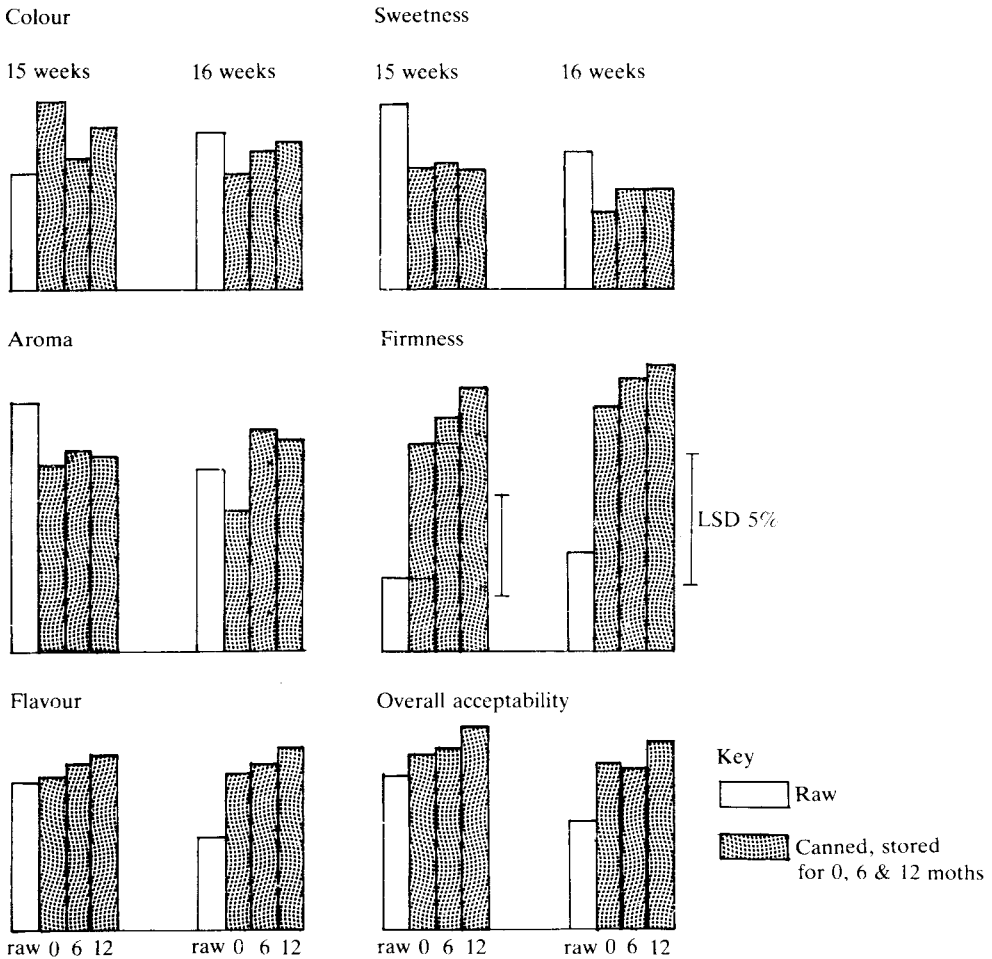 Colour
Sweetness
15 weeks
16 weeks
15 weeks
16 weeks
Aroma
Firmness
LSD 5%
Flavour
Overall acceptability
Key
Raw
Canned, stored
for 0, 6 & 12 moths
raw 0 6 12
raw 0 6 12
raw 0 6 12
raw 0 6 12